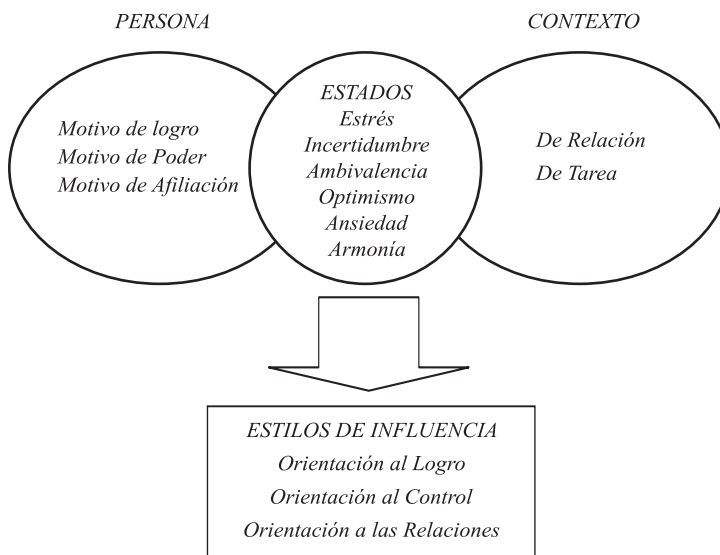 PERSONA
CONTEXTO
Motivo de logro
Motivo de Poder
Motivo de Afiliación
ESTADOS
Estrés
Incertidumbre
Ambivalencia
Optimismo
Ansiedad
Armonía
De Relación
De Tarea
ESTILOS DE INFLUENCIA
Orientación al Logro
Orientación al Control
Orientación a las Relaciones